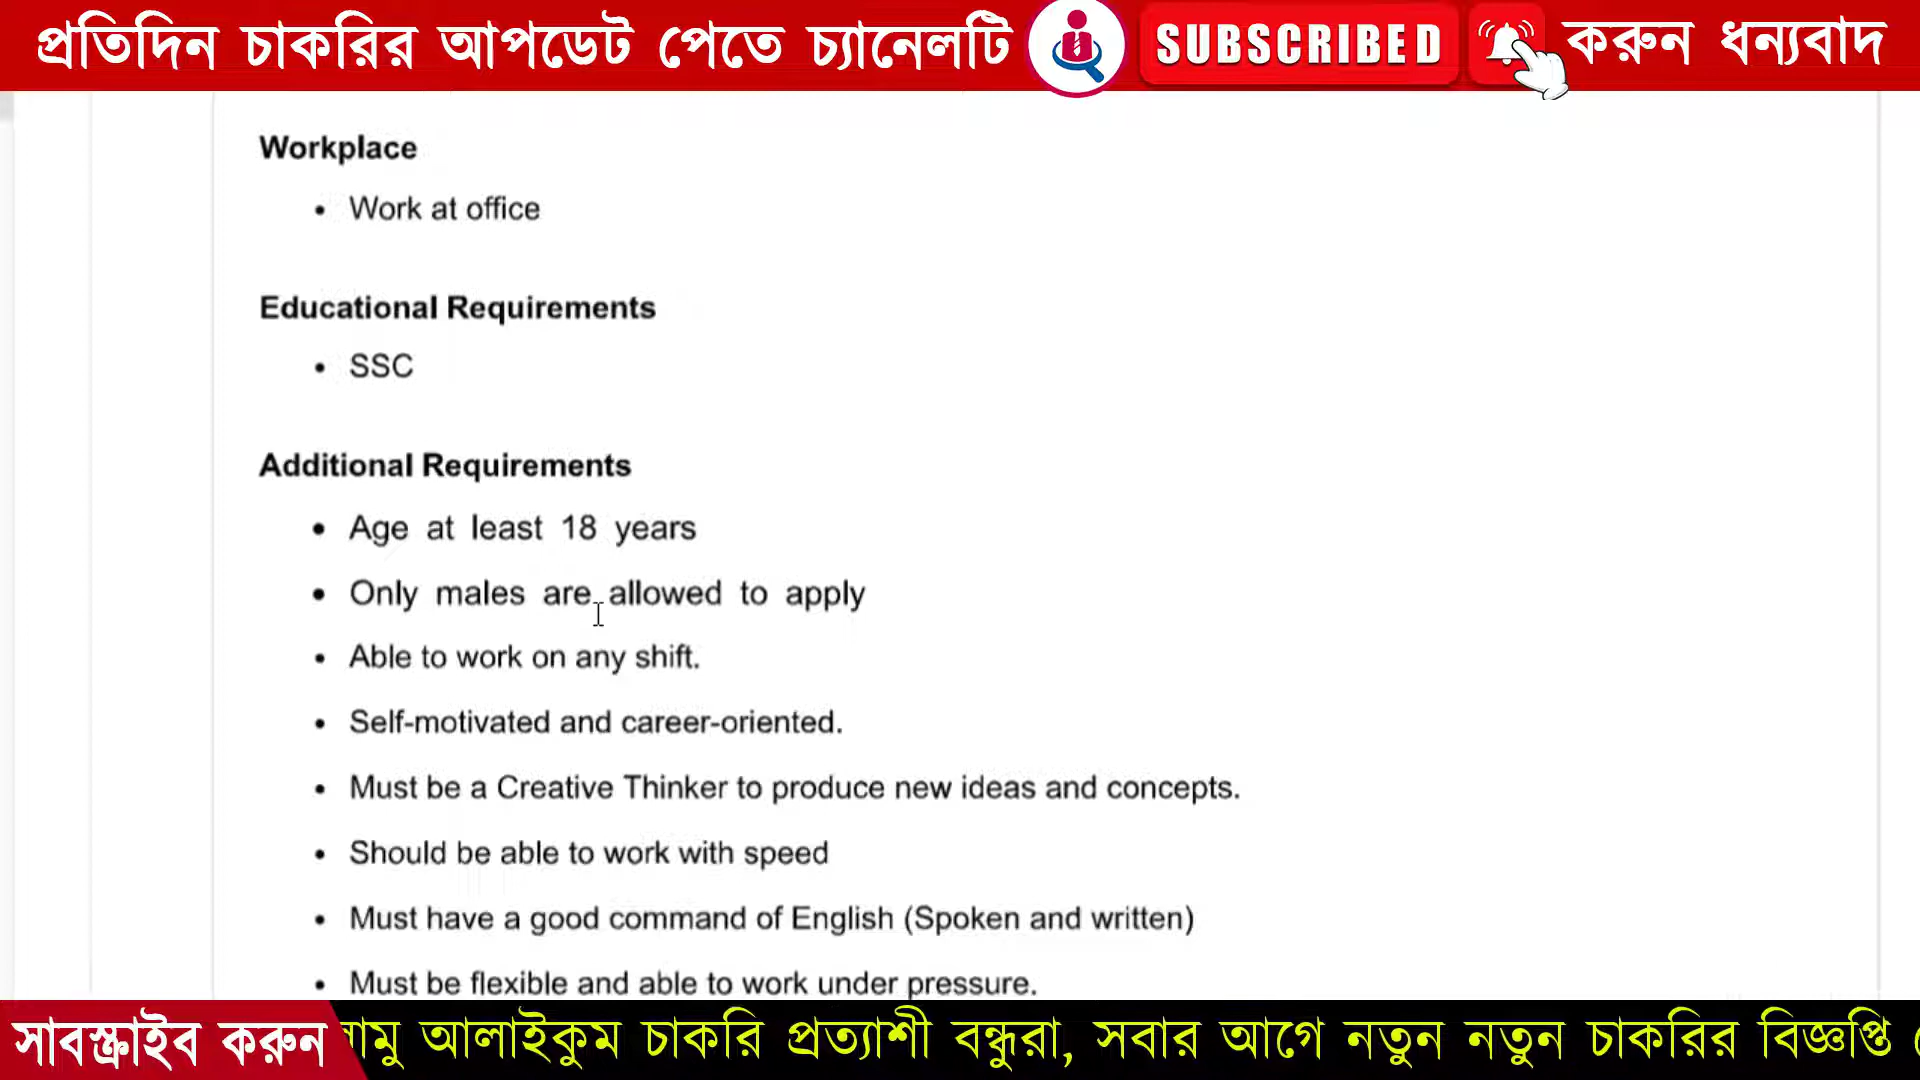 প্রতিদিন চাকরির আপডেট পেতে চ্যানেলটি SUBSCRIBED করুন ধন্যবাদ
Workplace
• Work at office
Educational Requirements
• SSC
Additional Requirements
• Age at least 18 years
• Only males are allowed to apply
• Able to work on any shift.
• Self-motivated and career-oriented.
• Must be a Creative Thinker to produce new ideas and concepts.
• Should be able to work with speed
• Must have a good command of English (Spoken and written)
• Must be flexible and able to work under pressure.
সাবস্ক্রাইব করুন
আলাইকুম চাকরি প্রত্যাশী বন্ধুরা, সবার আগে নতুন নতুন চাকরির বিজ্ঞপ্তি